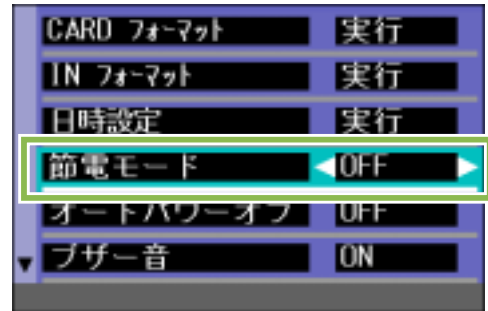 CARD フォーマット 実行
IN フォーマット 実行
日時設定 実行
節電モード OFF
オートパワーオフ OFF
ブザー音 ON